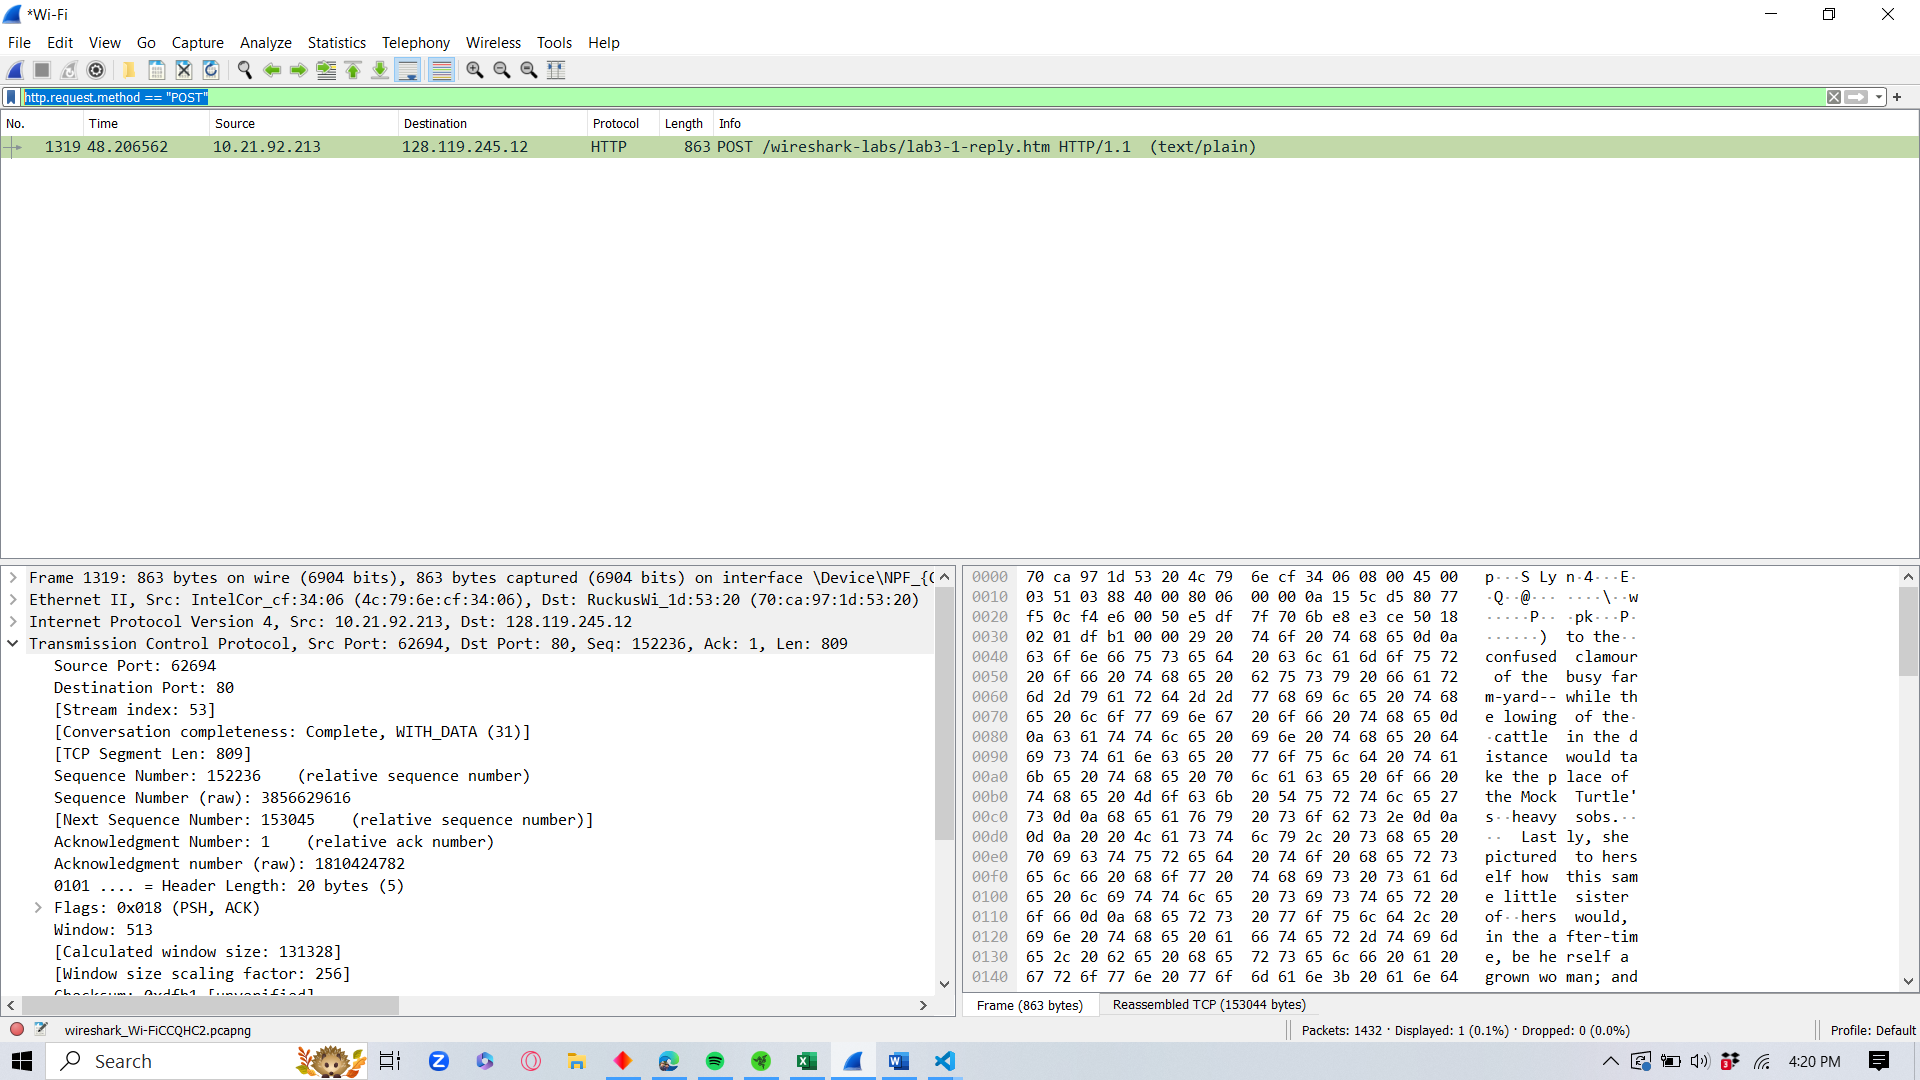 *Wi-Fi
File Edit View Go Capture Analyze Statistics Telephony Wireless Tools Help
http.request.method == "POST"
No. Time Source Destination Protocol Length Info
1319 48.206562 10.21.92.213 128.119.245.12 HTTP 863 POST /wireshark-labs/lab3-1-reply.htm HTTP/1.1 (text/plain)
Frame 1319: 863 bytes on wire (6904 bits), 863 bytes captured (6904 bits) on interface \Device\NPF_{
Ethernet II, Src: IntelCor_cf:34:06 (4c:79:6e:cf:34:06), Dst: RuckusWi_1d:53:20 (70:ca:97:1d:53:20)
Internet Protocol Version 4, Src: 10.21.92.213, Dst: 128.119.245.12
Transmission Control Protocol, Src Port: 62694, Dst Port: 80, Seq: 152236, Ack: 1, Len: 809
Source Port: 62694
Destination Port: 80
[Stream index: 53]
[Conversation completeness: Complete, WITH_DATA (31)]
[TCP Segment Len: 809]
Sequence Number: 152236 (relative sequence number)
Sequence Number (raw): 3856629616
[Next Sequence Number: 153045 (relative sequence number)]
Acknowledgment Number: 1 (relative ack number)
Acknowledgment number (raw): 1810424782
0101 .... = Header Length: 20 bytes (5)
Flags: 0x018 (PSH, ACK)
Window: 513
[Calculated window size: 131328]
[Window size scaling factor: 256]
Checksum: 0xdfb1 [unverified]
0000 70 ca 97 1d 53 20 4c 79 6e cf 34 06 08 00 45 00 p···S Ly n·4···E·
0010 03 51 03 88 40 00 80 06 00 00 0a 15 5c d5 80 77 ·Q··@··· ····\··w
0020 f5 0c f4 e6 00 50 e5 df 7f 70 6b e8 e3 ce 50 18 ·····P·· ·pk···P·
0030 02 01 df b1 00 00 29 20 74 6f 20 74 68 65 0d 0a ······) to the··
0040 63 6f 6e 66 75 73 65 64 20 63 6c 61 6d 6f 75 72 confused clamour
0050 20 6f 66 20 74 68 65 20 62 75 73 79 20 66 61 72 of the busy far
0060 6d 2d 79 61 72 64 2d 2d 77 68 69 6c 65 20 74 68 m-yard-- while th
0070 65 20 6c 6f 77 69 6e 67 20 6f 66 20 74 68 65 0d e lowing of the·
0080 0a 63 61 74 74 6c 65 20 69 6e 20 74 68 65 20 64 ·cattle in the d
0090 69 73 74 61 6e 63 65 20 77 6f 75 6c 64 20 74 61 istance would ta
00a0 6b 65 20 74 68 65 20 70 6c 61 63 65 20 6f 66 20 ke the p lace of
00b0 74 68 65 20 4d 6f 63 6b 20 54 75 72 74 6c 65 27 the Mock Turtle'
00c0 73 0d 0a 68 65 61 76 79 20 73 6f 62 73 2e 0d 0a s··heavy sobs.··
00d0 0d 0a 20 20 4c 61 73 74 6c 79 2c 20 73 68 65 20 ·· Last ly, she
00e0 70 69 63 74 75 72 65 64 20 74 6f 20 68 65 72 73 pictured to hers
00f0 65 6c 66 20 68 6f 77 20 74 68 69 73 20 73 61 6d elf how this sam
0100 65 20 6c 69 74 74 6c 65 20 73 69 73 74 65 72 20 e little sister
0110 6f 66 0d 0a 68 65 72 73 20 77 6f 75 6c 64 2c 20 of··hers would,
0120 69 6e 20 74 68 65 20 61 66 74 65 72 2d 74 69 6d in the a fter-tim
0130 65 2c 20 62 65 20 68 65 72 73 65 6c 66 20 61 20 e, be he rself a
0140 67 72 6f 77 6e 20 77 6f 6d 61 6e 3b 20 61 6e 64 grown wo man; and
Frame (863 bytes) Reassembled TCP (153044 bytes)
wireshark_Wi-FiCCQHC2.pcapng
Packets: 1432 · Displayed: 1 (0.1%) · Dropped: 0 (0.0%)
Profile: Default
Search
4:20 PM